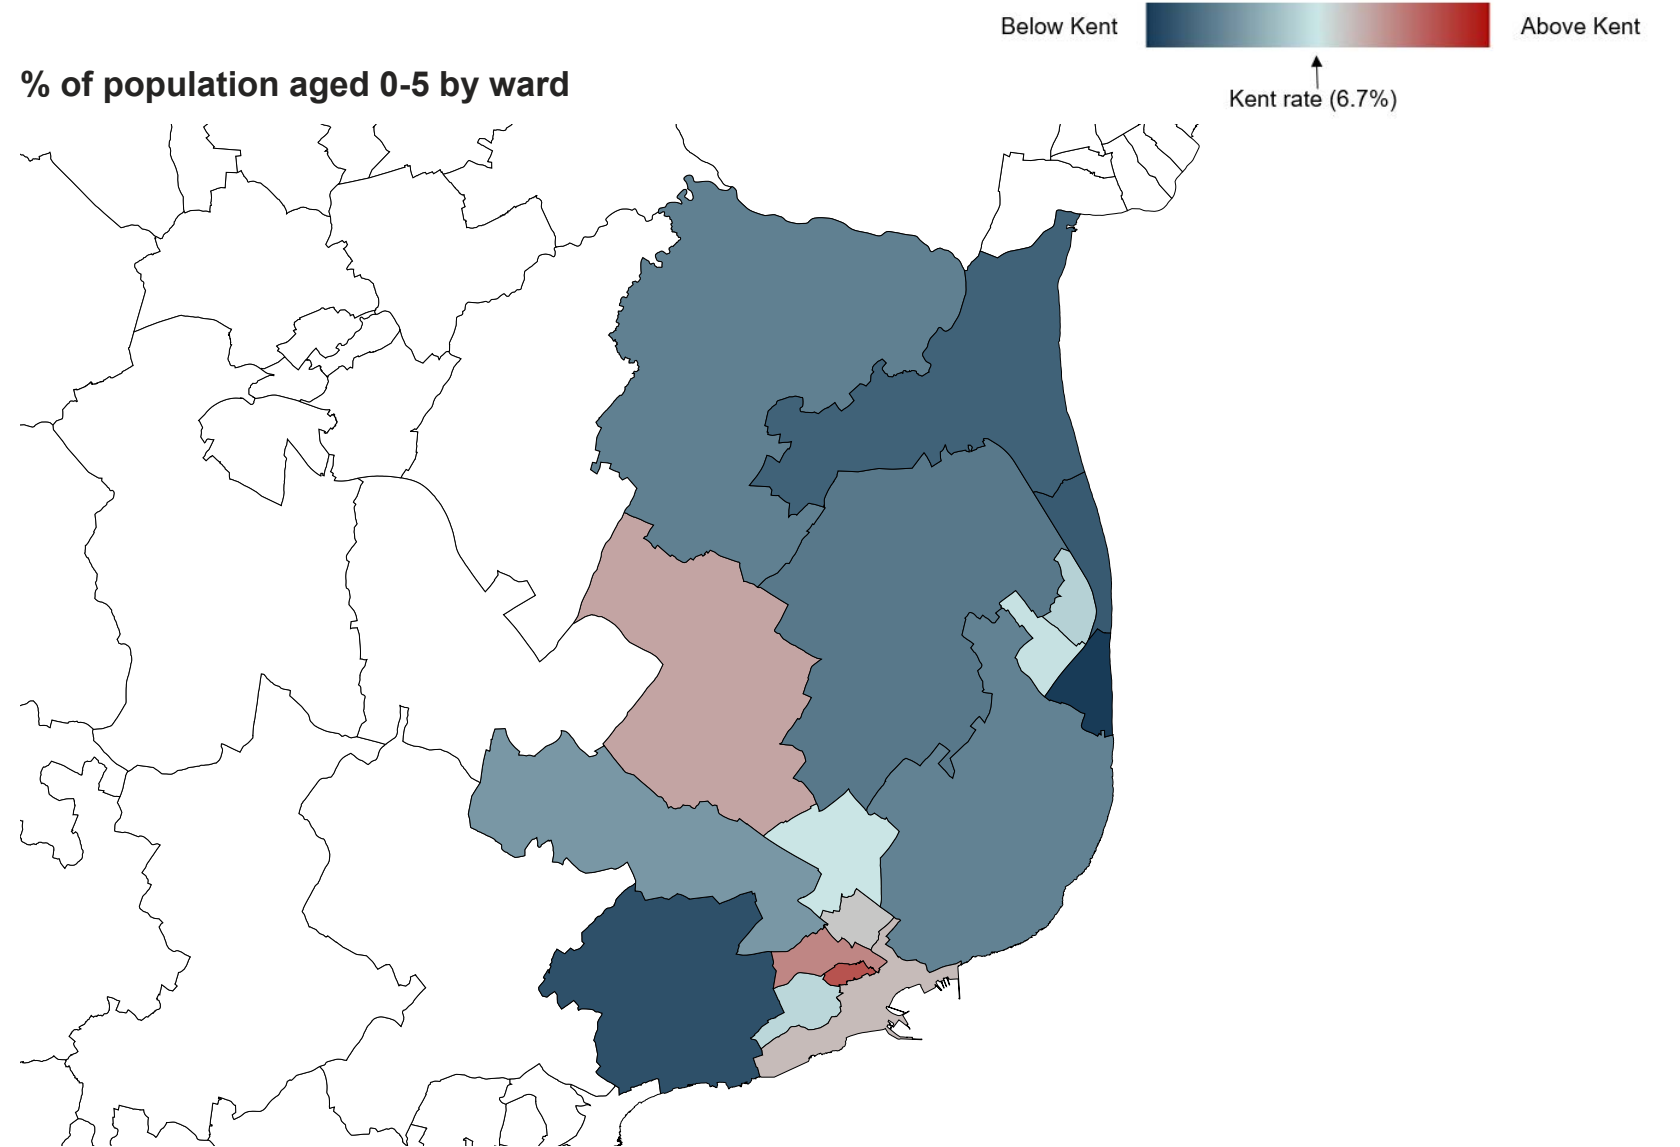 Below Kent
Above Kent
% of population aged 0-5 by ward
Kent rate (6.7%)